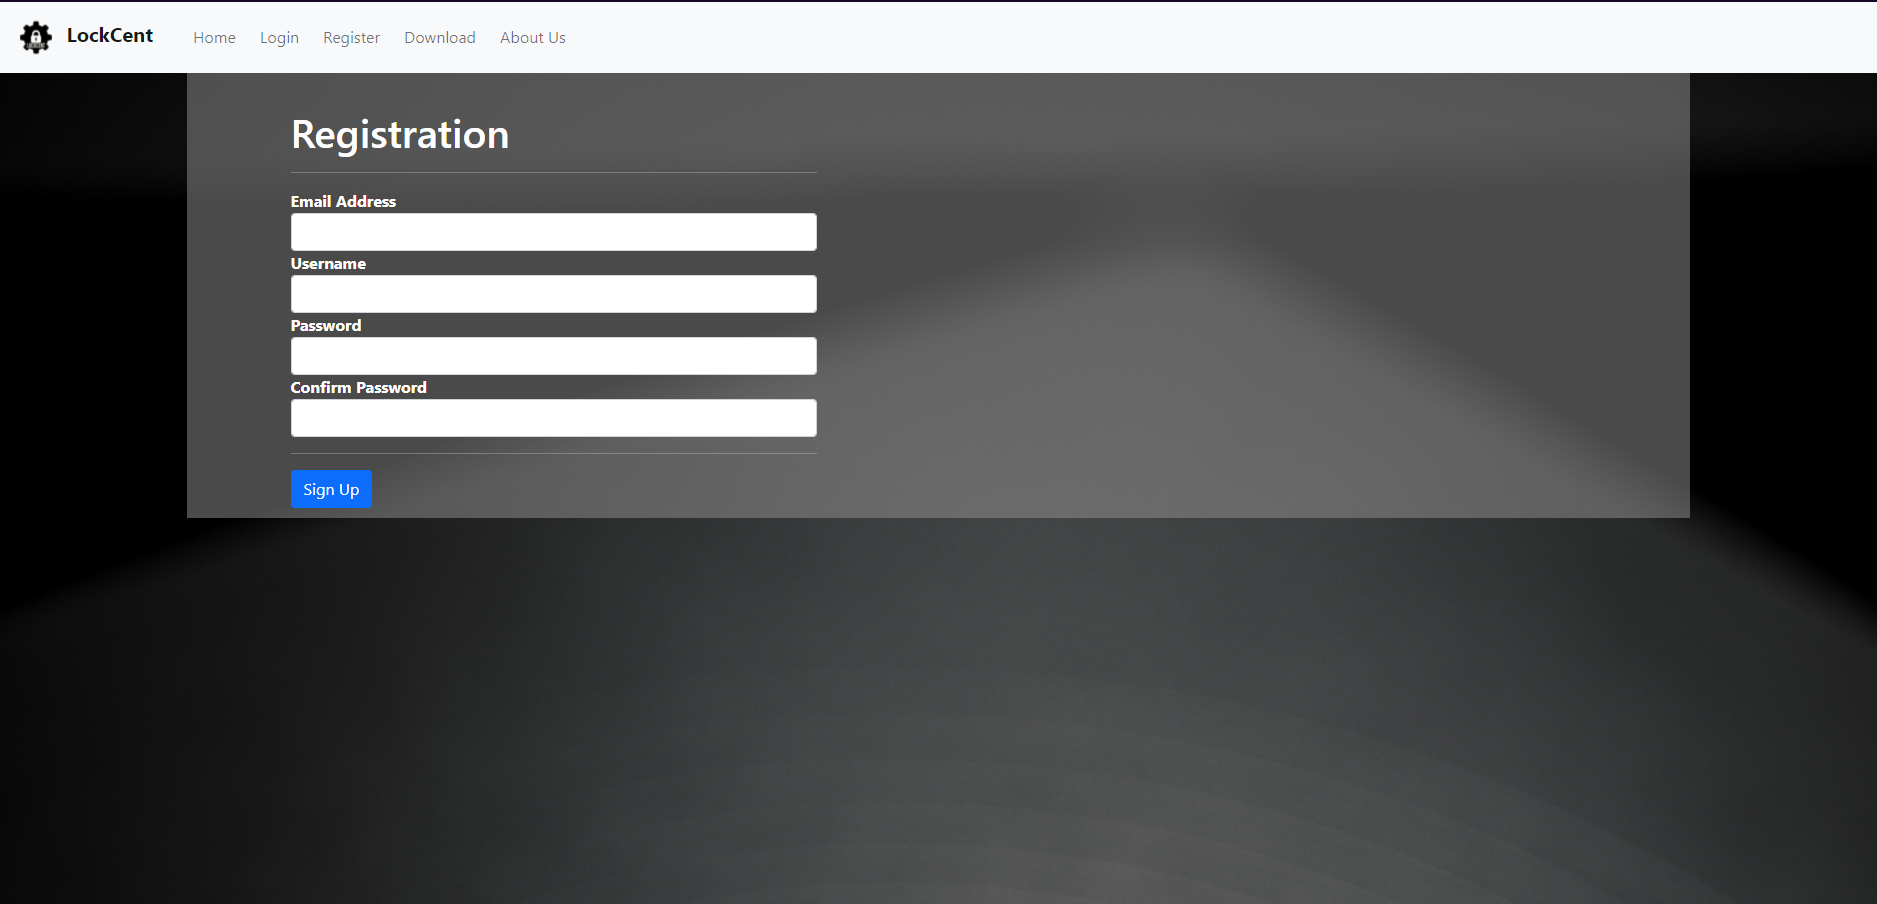 LockCent Home Login Register Download About Us
Registration
Email Address
Username
Password
Confirm Password
Sign Up